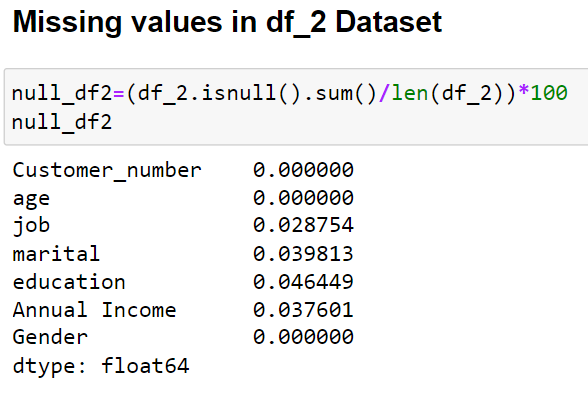 Missing values in df_2 Dataset
null_df2=(df_2.isnull().sum()/len(df_2))*100
null_df2
Customer_number    0.000000
age                0.000000
job                0.028754
marital            0.039813
education          0.046449
Annual Income      0.037601
Gender             0.000000
dtype: float64